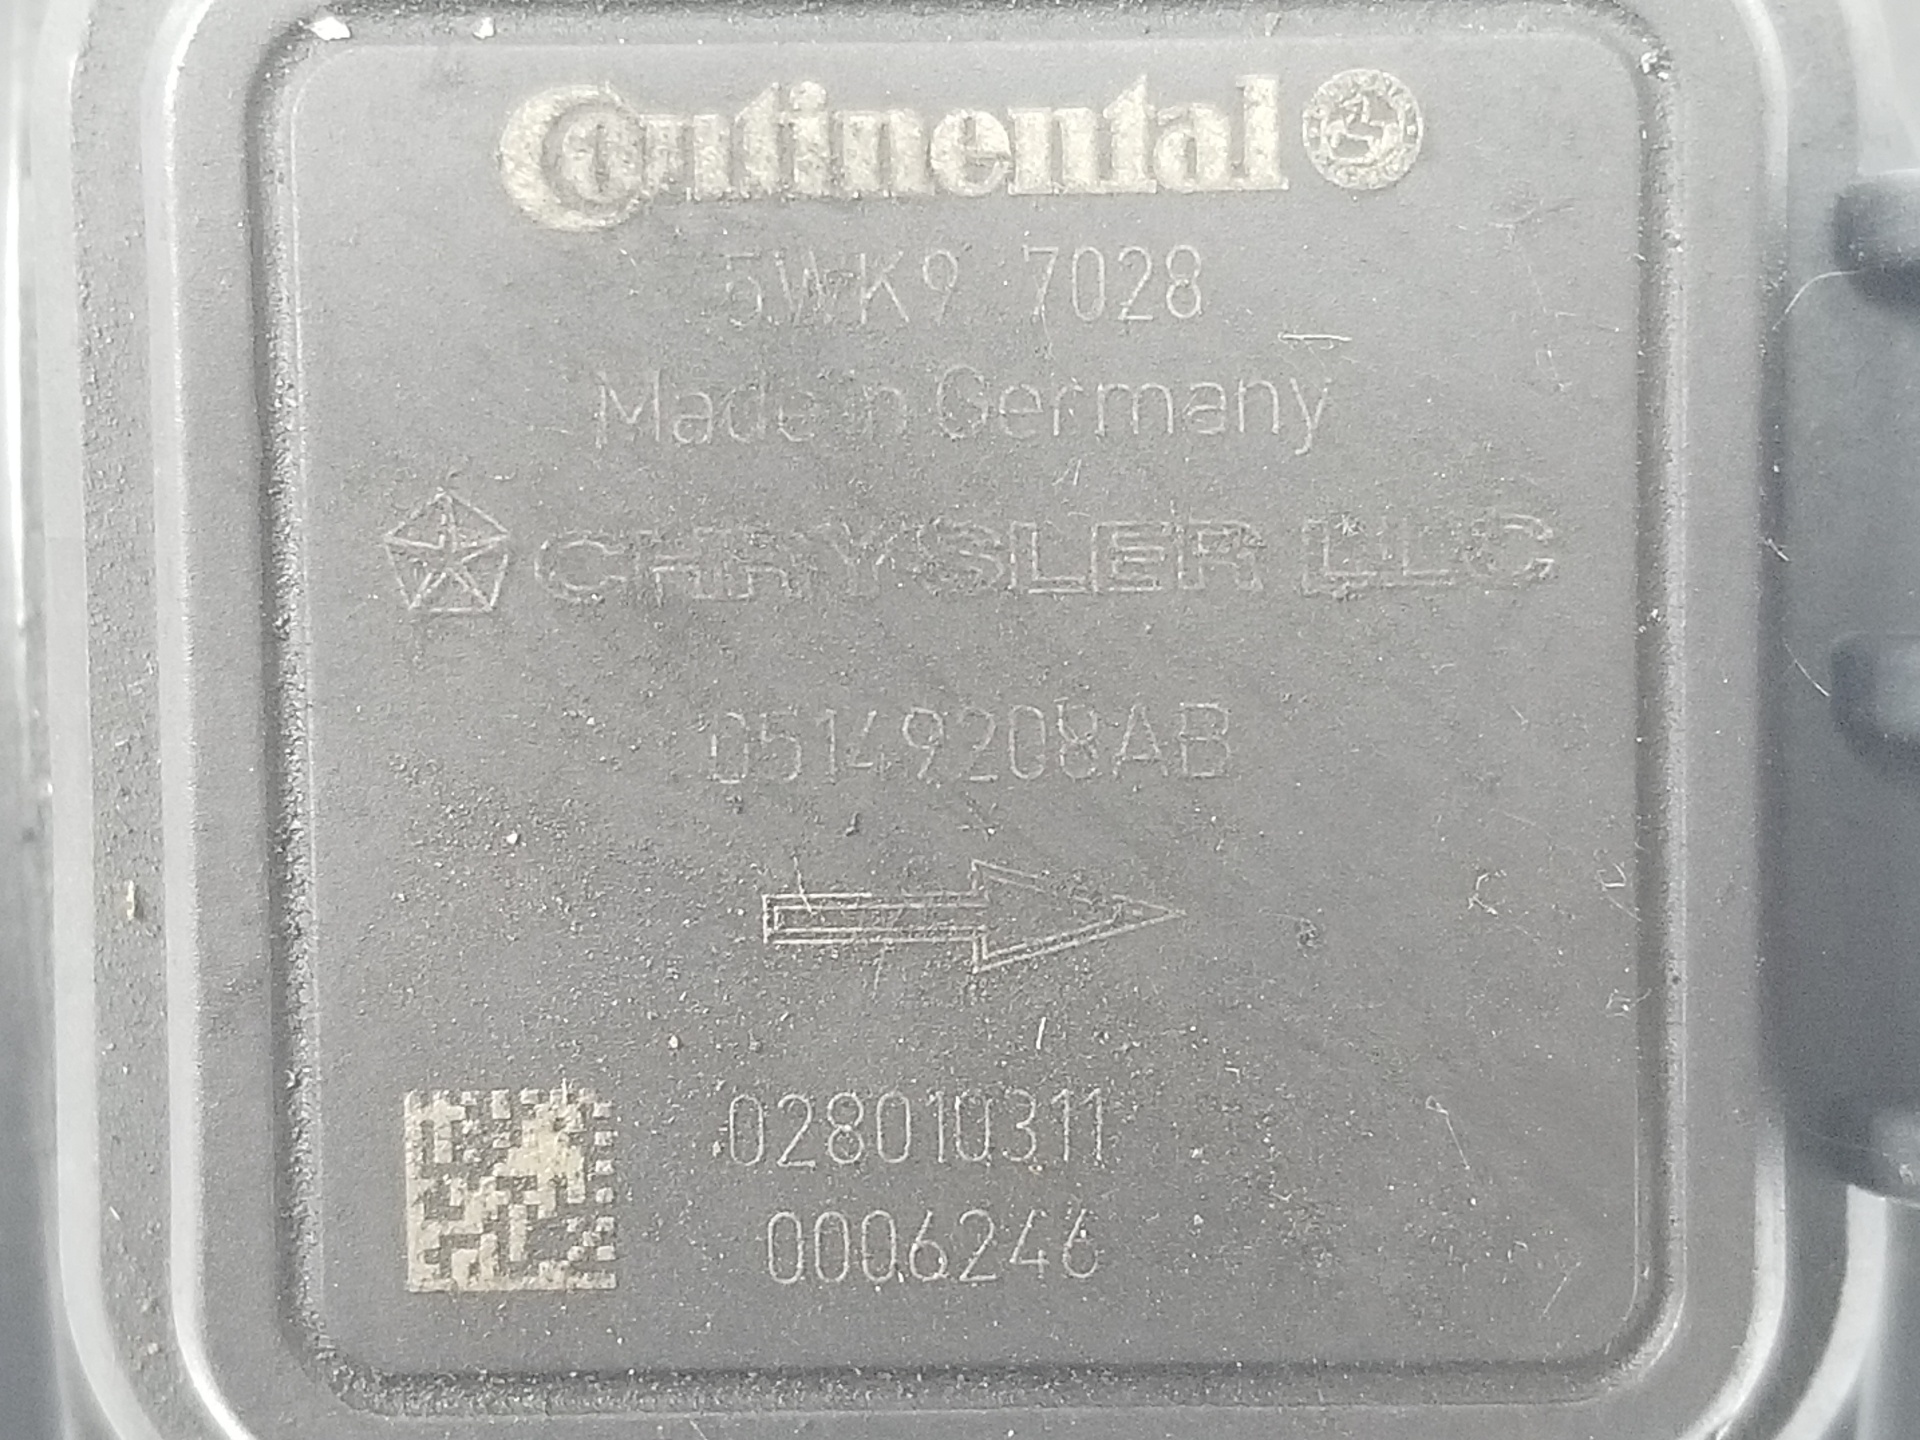 Continental
5WK9 7028
Made in Germany
CHRYSLER LLC
05149208AB
028010311
0006246